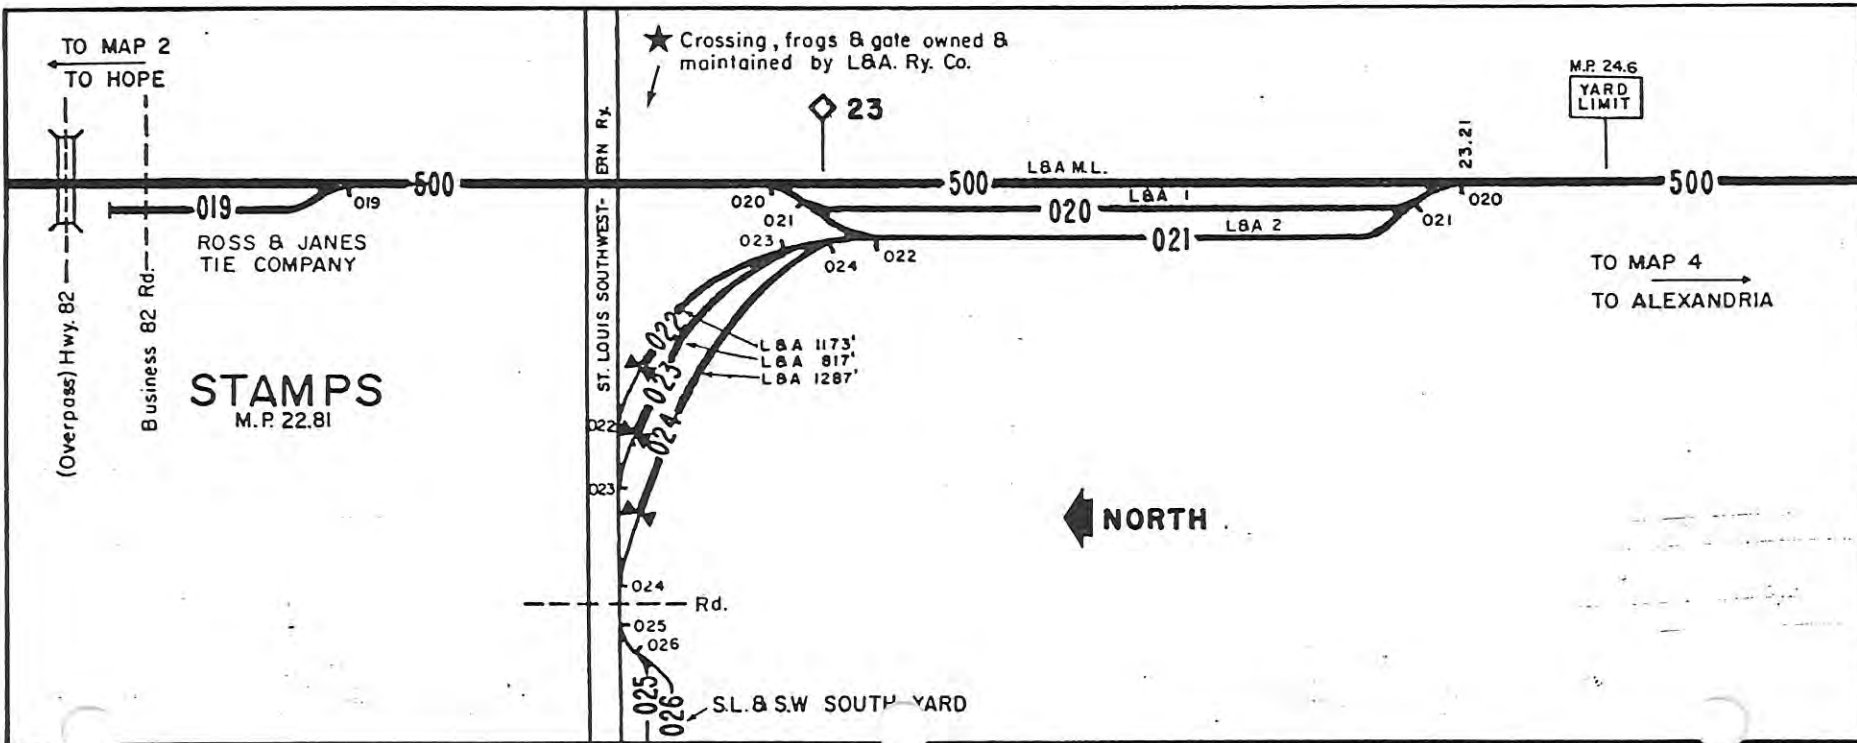 TO MAP 2
TO HOPE
★ Crossing, frogs & gate owned &
maintained by L&A. Ry. Co.
23
M.P. 24.6
YARD
LIMIT
23.21
(Overpass) Hwy. 82
Business 82 Rd.
ST. LOUIS SOUTHWEST-ERN Ry.
500
500
L&A M.L.
500
019
019
ROSS & JANES
TIE COMPANY
020
021
L&A 1
020
L&A 2
021
021
020
023
024
022
TO MAP 4
TO ALEXANDRIA
022
023
024
L&A 1173'
L&A 817'
L&A 1287'
STAMPS
M.P. 22.81
022
023
NORTH
024
Rd.
025
026
025
026
S.L. & S.W SOUTH YARD